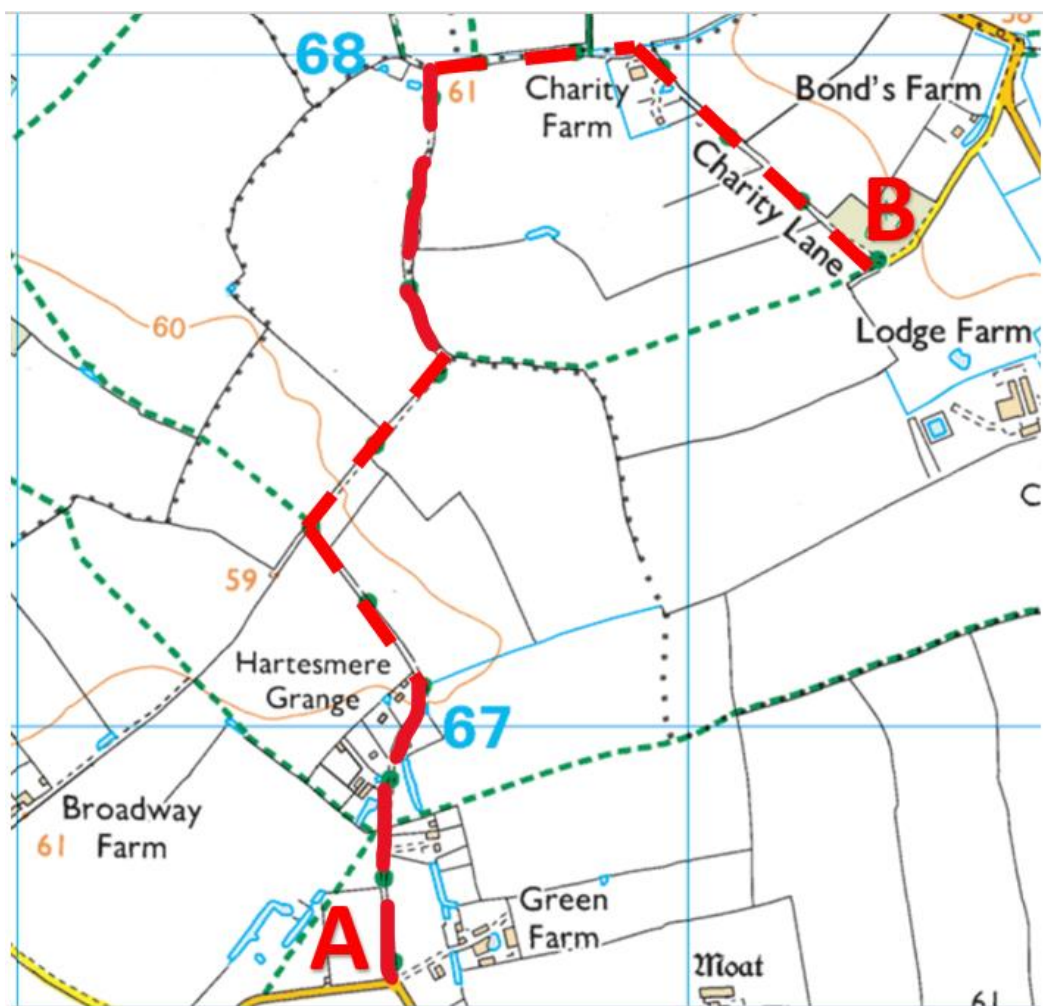 58
68
61
Charity
Farm
Bond's Farm
Charity Lane
B
60
Lodge Farm
C
59
Hartesmere
Grange
67
Broadway
Farm
61
A
Green
Farm
Moat
61